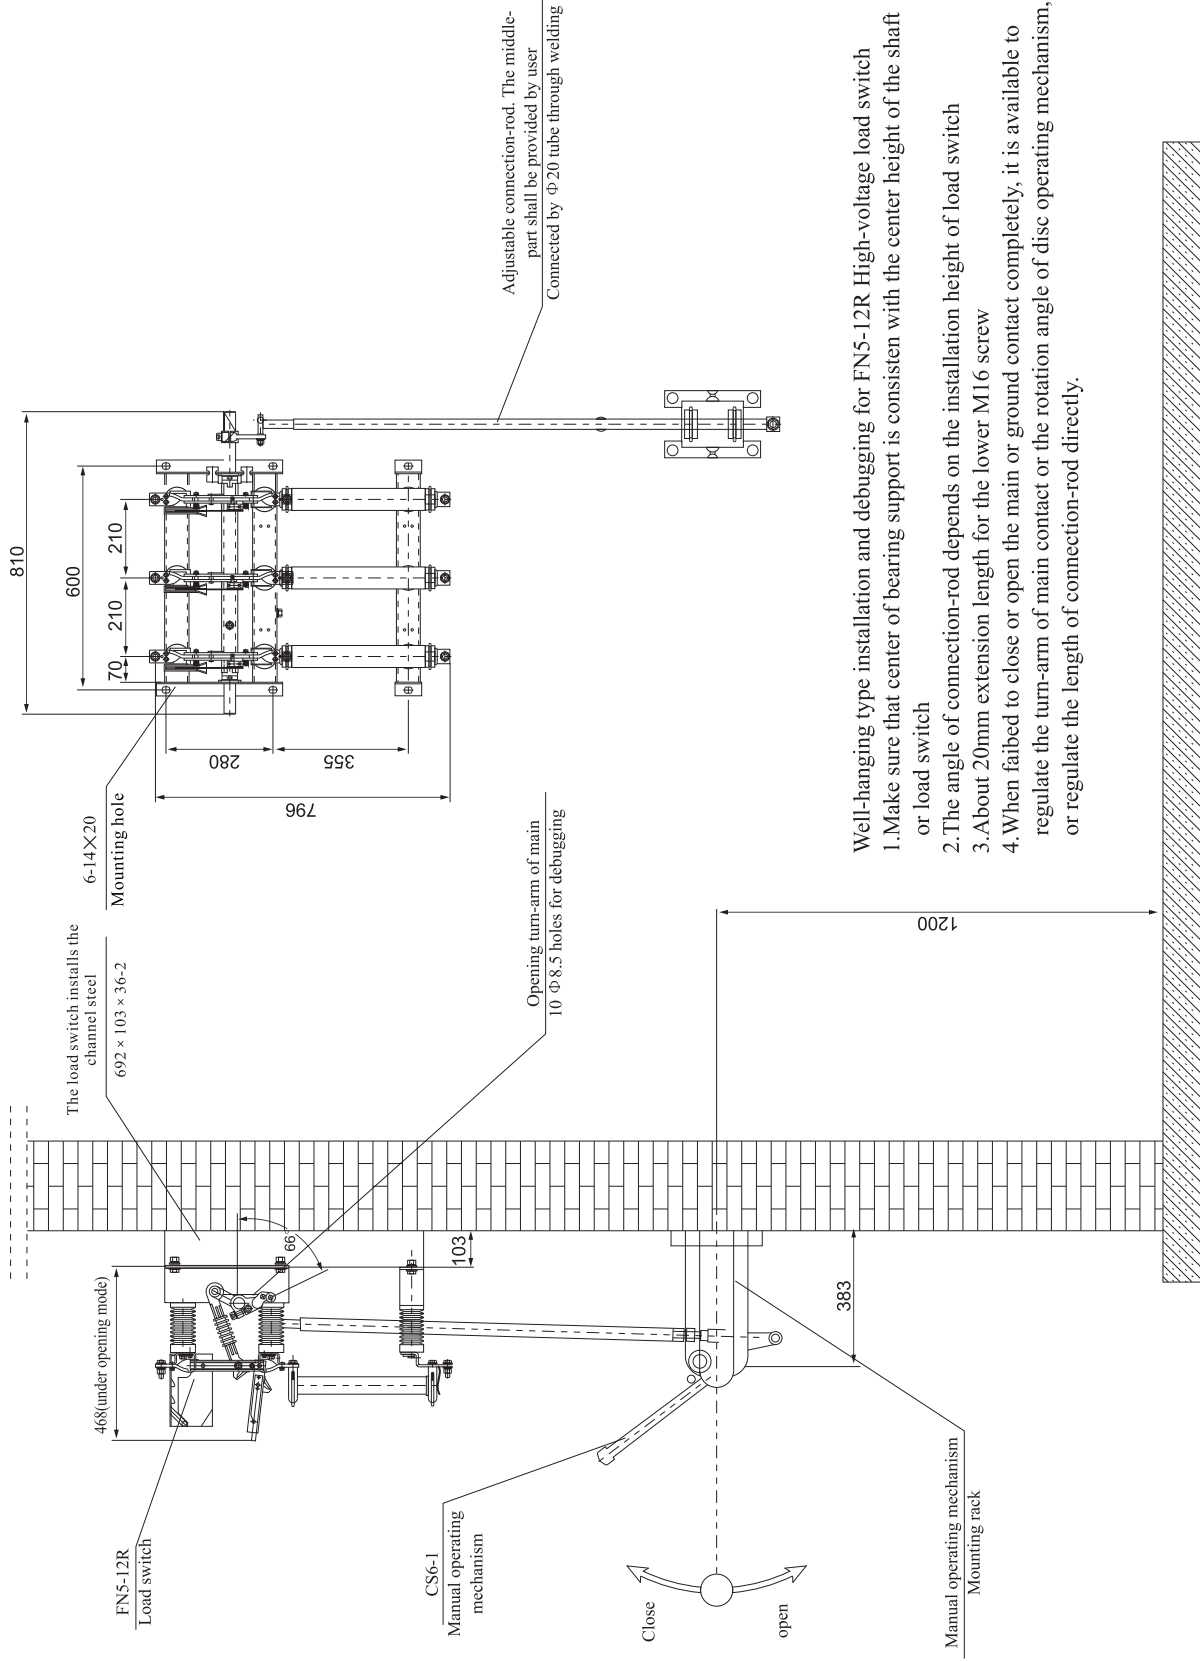 FN5-12R
Load switch
468(under opening mode)
The load switch installs the
channel steel
692×103×36-2
6-14×20
Mounting hole
810
600
70
210
210
280
355
796
Adjustable connection-rod. The middle-
part shall be provided by user
Connected by Φ20 tube through welding
66°
103
Opening turn-arm of main
10 Φ8.5 holes for debugging
CS6-1
Manual operating
mechanism
Close
open
383
1200
Manual operating mechanism
Mounting rack
Well-hanging type installation and debugging for FN5-12R High-voltage load switch
1.Make sure that center of bearing support is consisten with the center height of the shaft
or load switch
2.The angle of connection-rod depends on the installation height of load switch
3.About 20mm extension length for the lower M16 screw
4.When faibed to close or open the main or ground contact completely, it is available to
regulate the turn-arm of main contact or the rotation angle of disc operating mechanism,
or regulate the length of connection-rod directly.